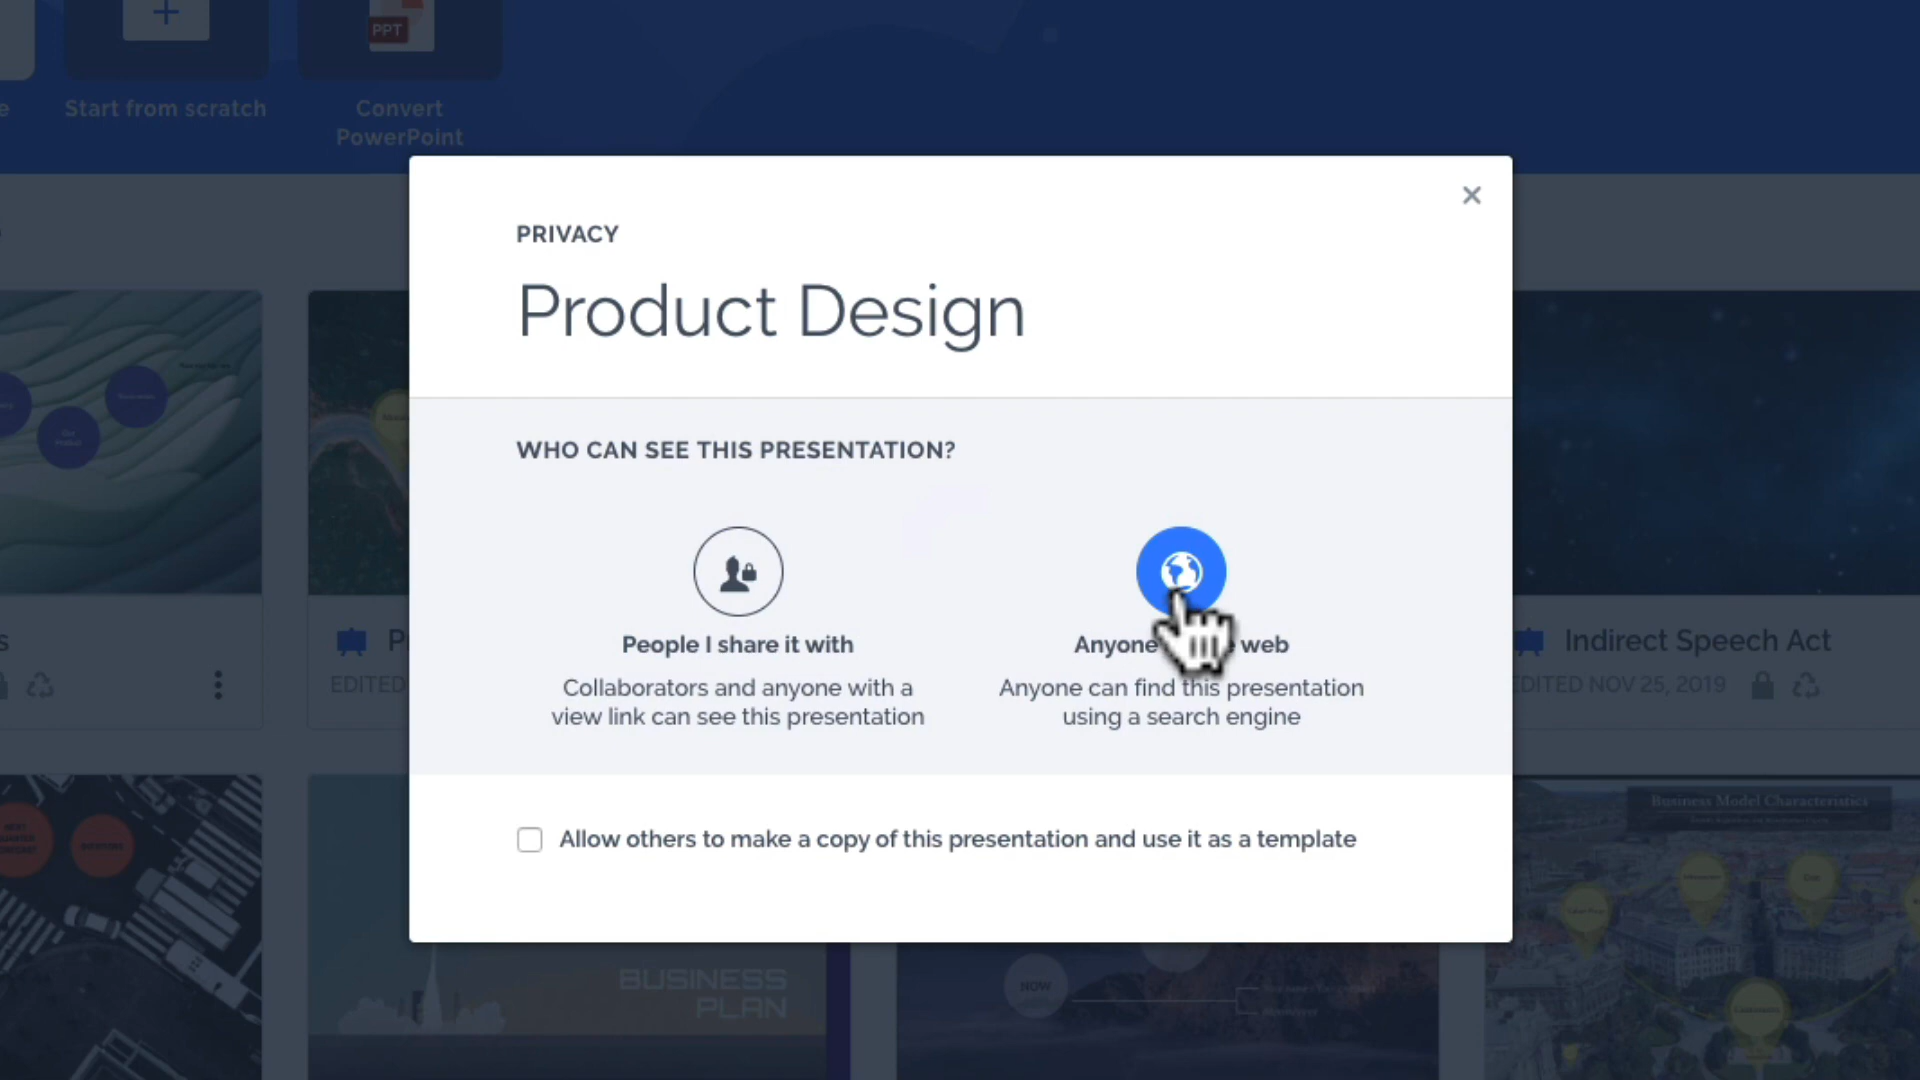 PPT
Start from scratch
Convert
PowerPoint
PRIVACY
Product Design
WHO CAN SEE THIS PRESENTATION?
People I share it with
Collaborators and anyone with a
view link can see this presentation
Anyone web
Anyone can find this presentation
using a search engine
Allow others to make a copy of this presentation and use it as a template
EDITED
Indirect Speech Act
EDITED NOV 25, 2019
BUSINESS
PLAN
NOW
Business Model Characteristics